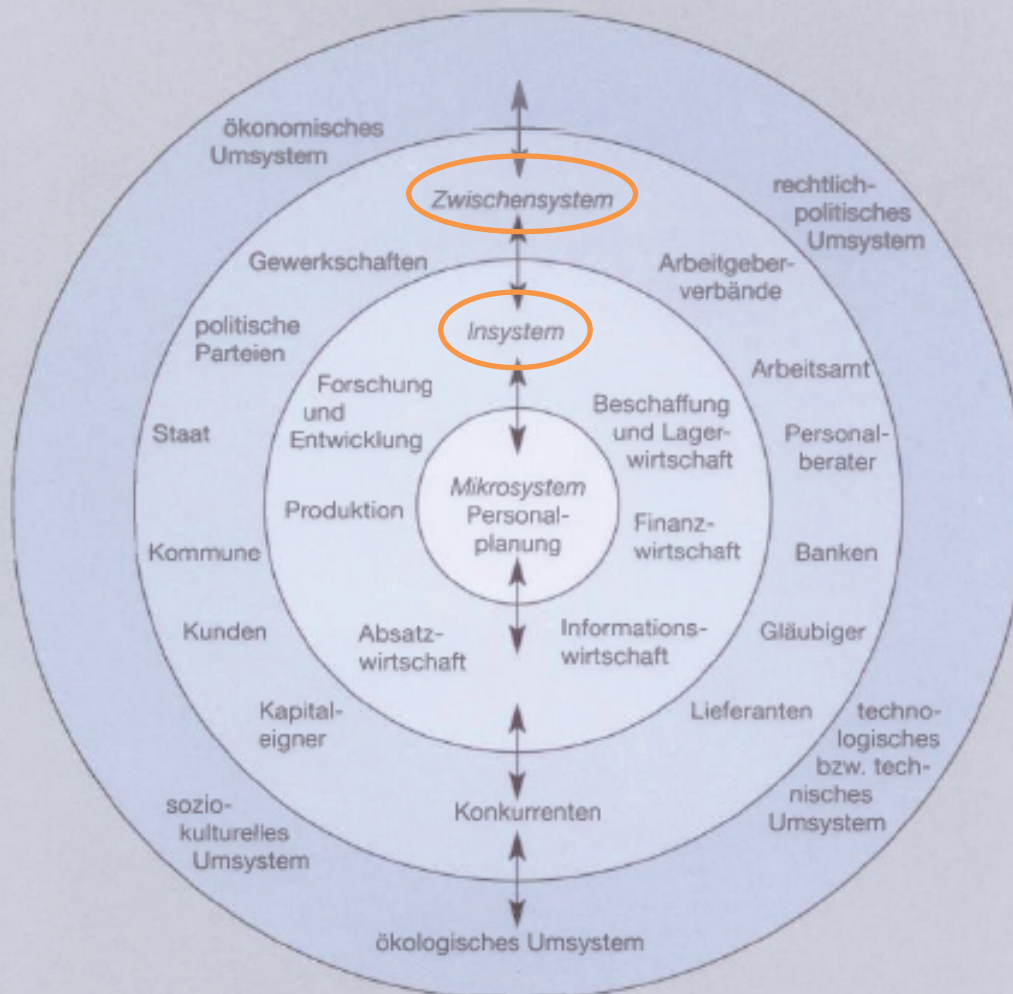 ökonomisches
Umsystem
Zwischensystem
rechtlich-
politisches
Umsystem
Gewerkschaften
Arbeitgeber-
verbände
politische
Parteien
Insystem
Arbeitsamt
Forschung
und
Entwicklung
Beschaffung
und Lager-
wirtschaft
Staat
Personal-
berater
Mikrosystem
Personal-
planung
Produktion
Finanz-
wirtschaft
Kommune
Banken
Kunden
Absatz-
wirtschaft
Informations-
wirtschaft
Gläubiger
Kapital-
eigner
Lieferanten
techno-
logisches
bzw. tech-
nisches
Umsystem
Konkurrenten
sozio-
kulturelles
Umsystem
ökologisches Umsystem